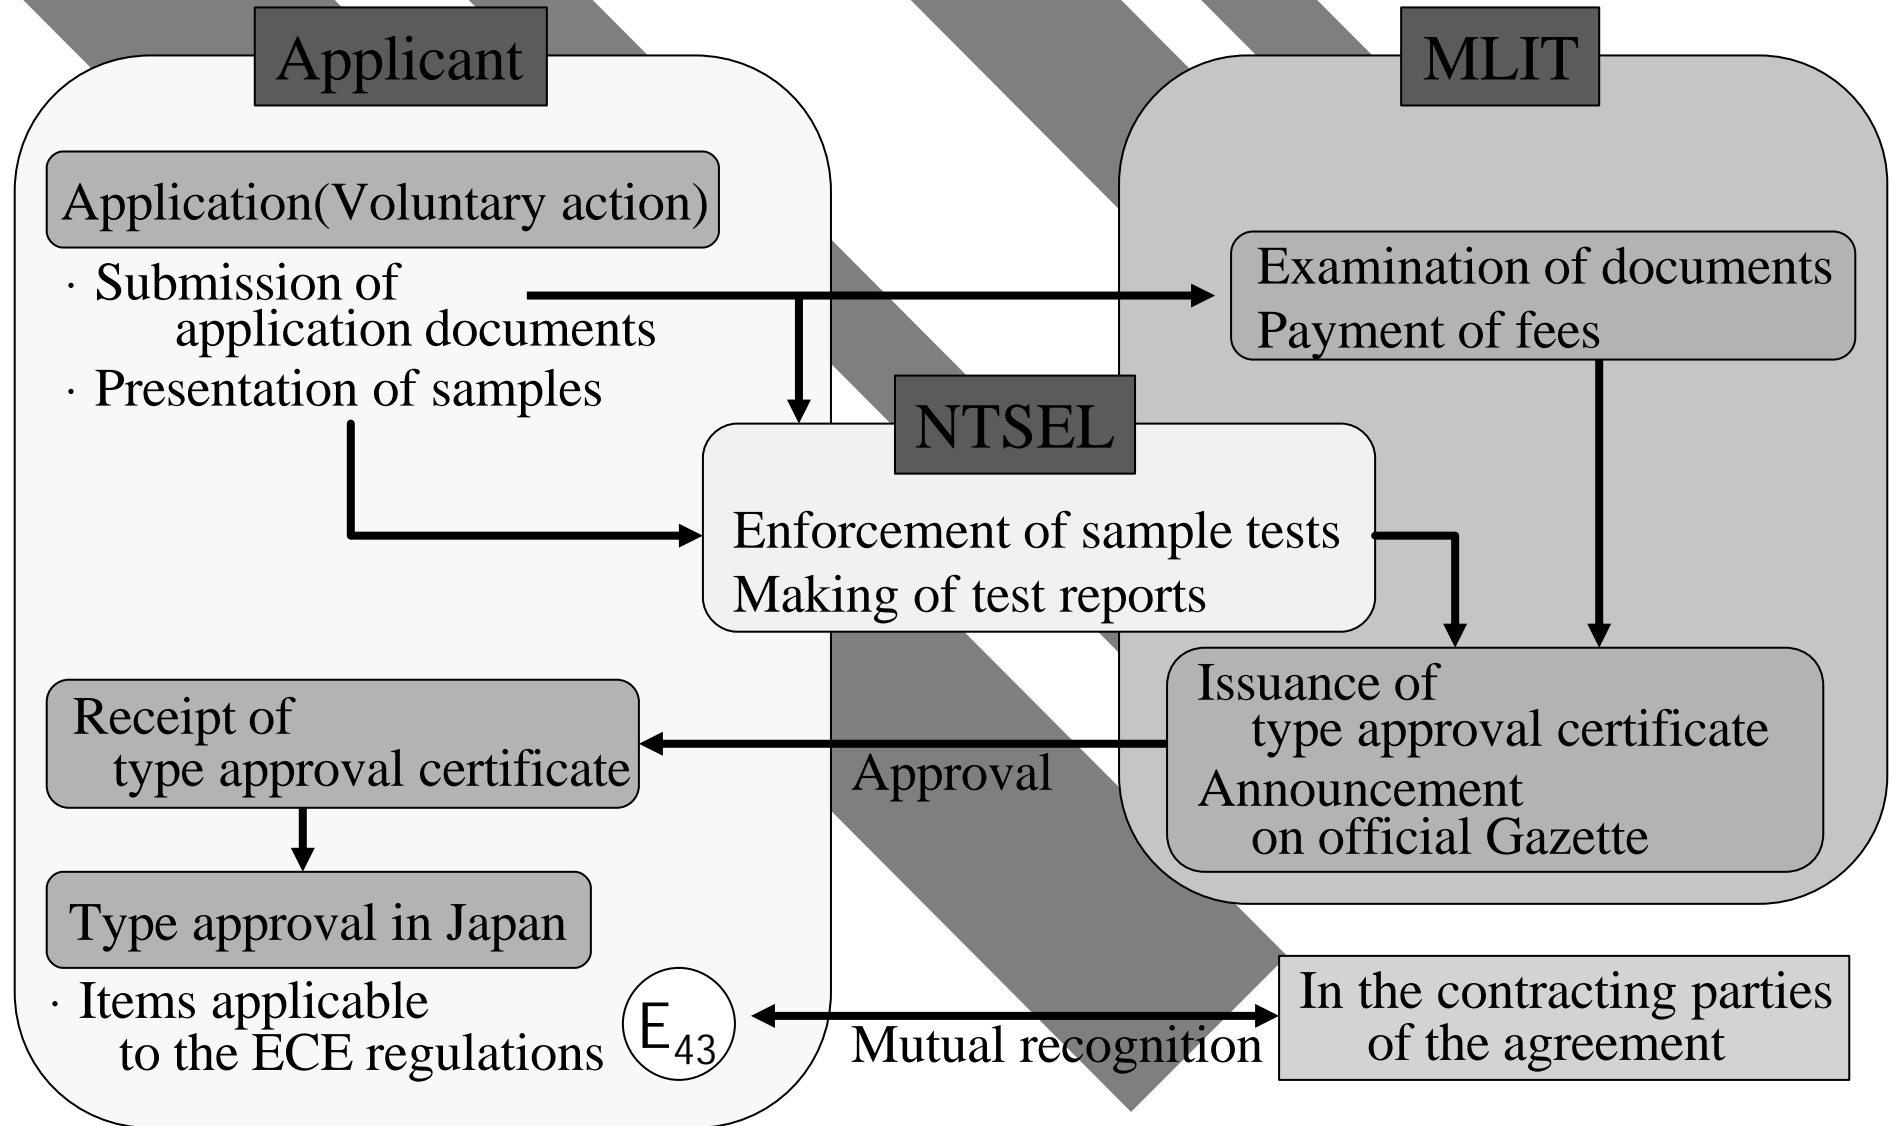 Applicant
Application(Voluntary action)
· Submission of
application documents
· Presentation of samples
MLIT
Examination of documents
Payment of fees
NTSEL
Enforcement of sample tests
Making of test reports
Issuance of
type approval certificate
Announcement
on official Gazette
Approval
Receipt of
type approval certificate
Type approval in Japan
· Items applicable
to the ECE regulations
E43
Mutual recognition
In the contracting parties
of the agreement